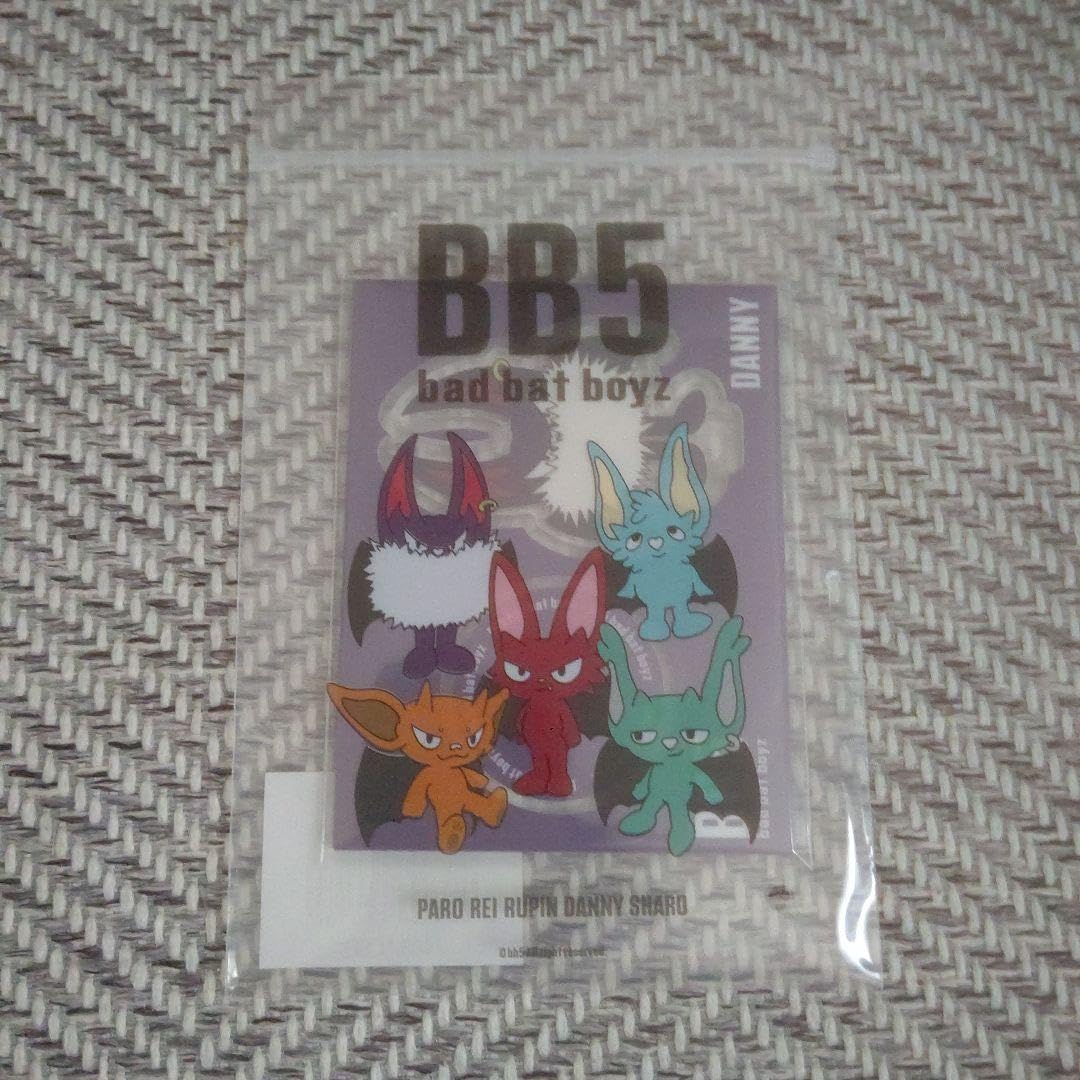 BB5
bad bat boyz
DANNY
PARO REI RUPIN DANNY SHARO